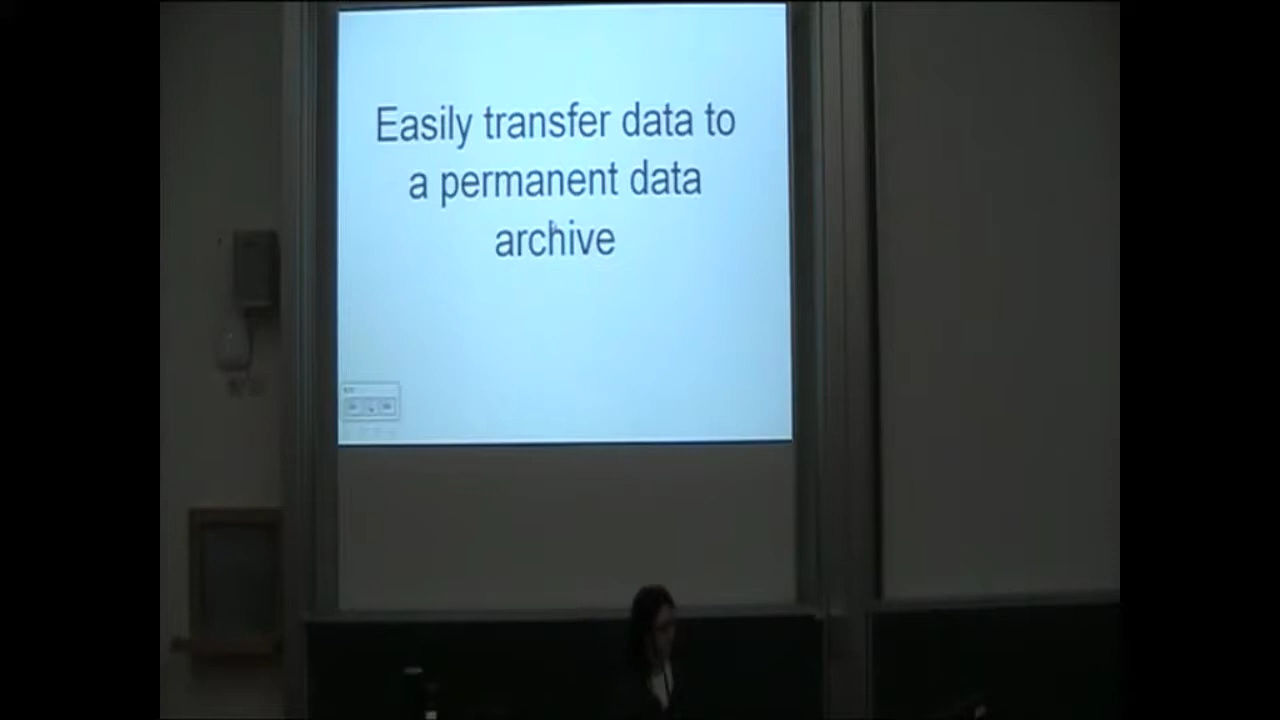 Easily transfer data to
a permanent data
archive